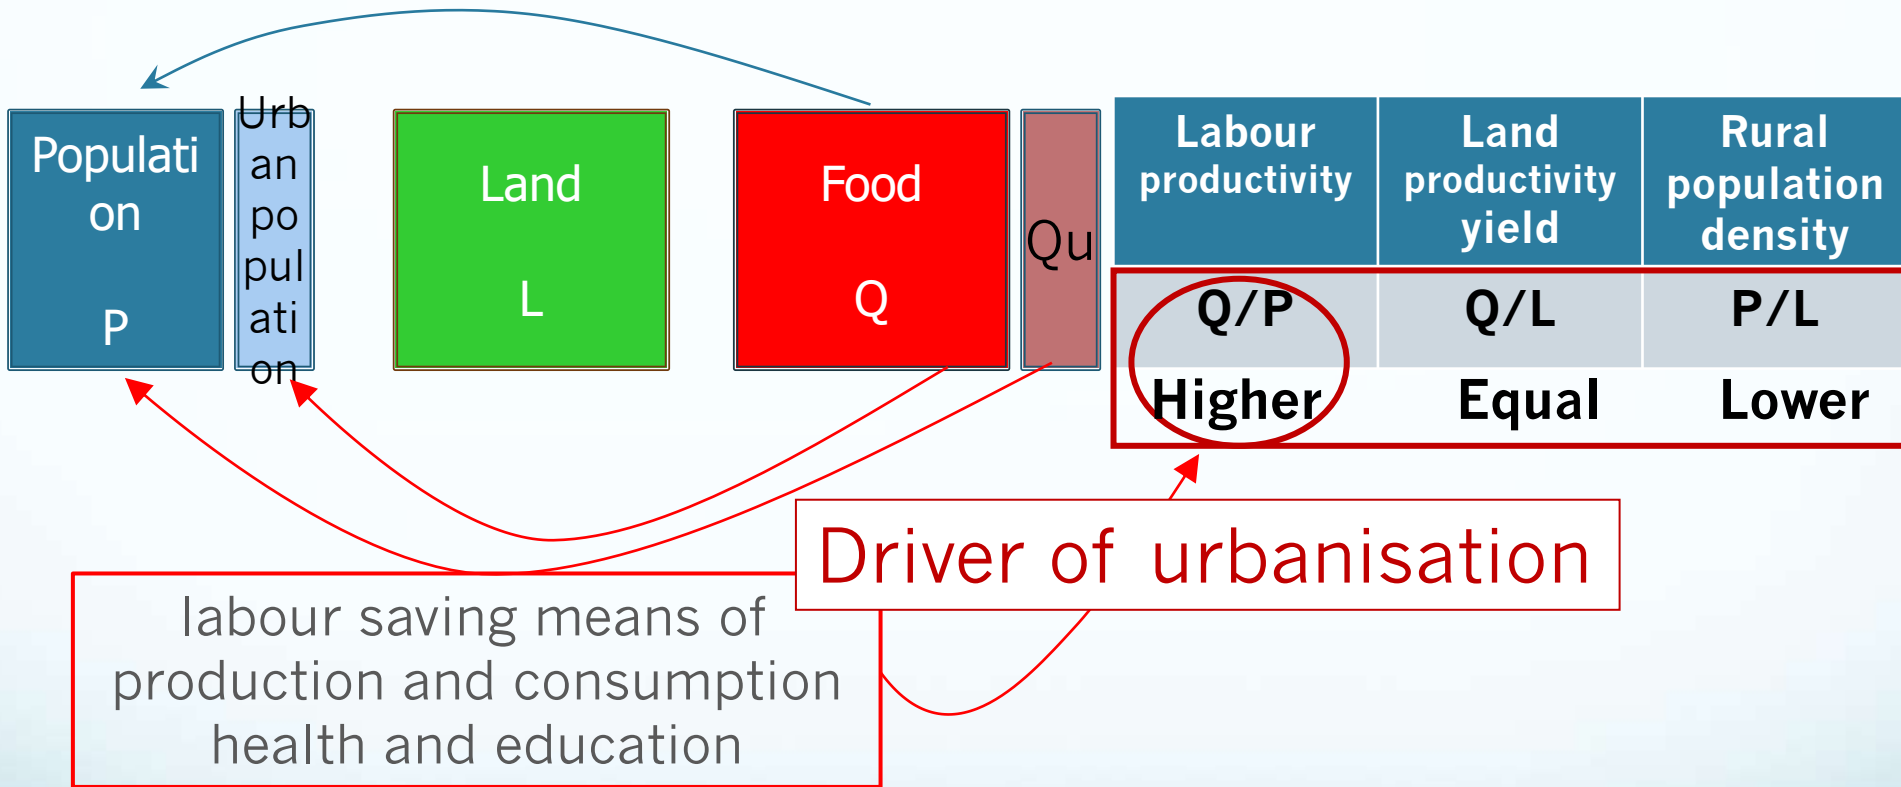 Populati
on
P
Urb
an
po
pul
ati
on
Land
L
Food
Q
Qu
Labour
productivity
Land
productivity
yield
Rural
population
density
Q/P
Q/L
P/L
Higher
Equal
Lower
Driver of urbanisation
labour saving means of
production and consumption
health and education